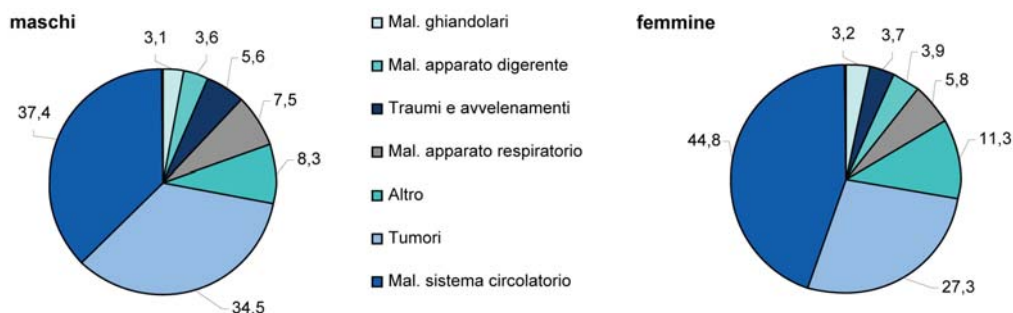 maschi
3,1
3,6
5,6
7,5
8,3
34,5
37,4
Mal. ghiandolari
Mal. apparato digerente
Traumi e avvelenamenti
Mal. apparato respiratorio
Altro
Tumori
Mal. sistema circolatorio
femmine
3,2
3,7
3,9
5,8
11,3
27,3
44,8